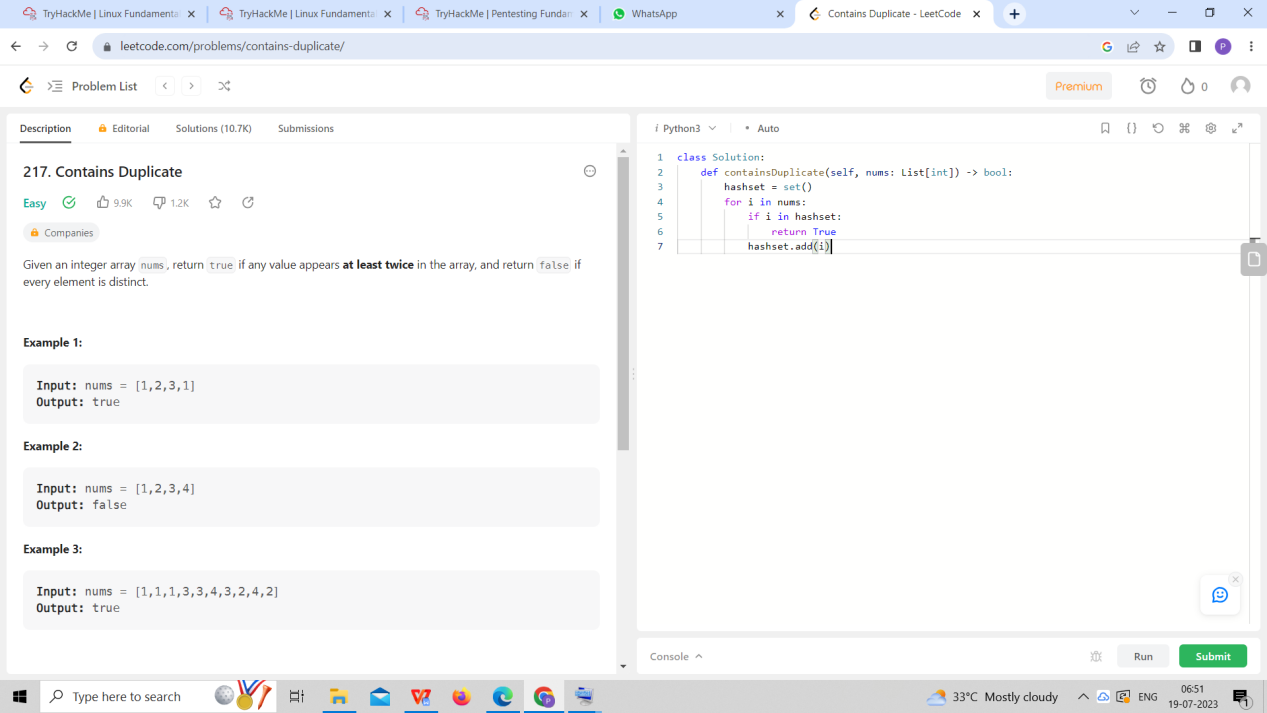 TryHackMe | Linux Fundamenta
TryHackMe | Linux Fundamenta
TryHackMe | Pentesting Fundan
WhatsApp
Contains Duplicate - LeetCode
leetcode.com/problems/contains-duplicate/
P
Problem List
Premium
0
Description
Editorial
Solutions (10.7K)
Submissions
217. Contains Duplicate
Easy
9.9K
1.2K
Companies
Given an integer array nums, return true if any value appears at least twice in the array, and return false if
every element is distinct.
Example 1:
Input: nums = [1,2,3,1]
Output: true
Example 2:
Input: nums = [1,2,3,4]
Output: false
Example 3:
Input: nums = [1,1,1,3,3,4,3,2,4,2]
Output: true
i Python3
• Auto
1 class Solution:
2 def containsDuplicate(self, nums: List[int]) -> bool:
3 hashset = set()
4 for i in nums:
5 if i in hashset:
6 return True
7 hashset.add(i)
Console
Run
Submit
Type here to search
33°C Mostly cloudy
ENG
06:51
19-07-2023
1